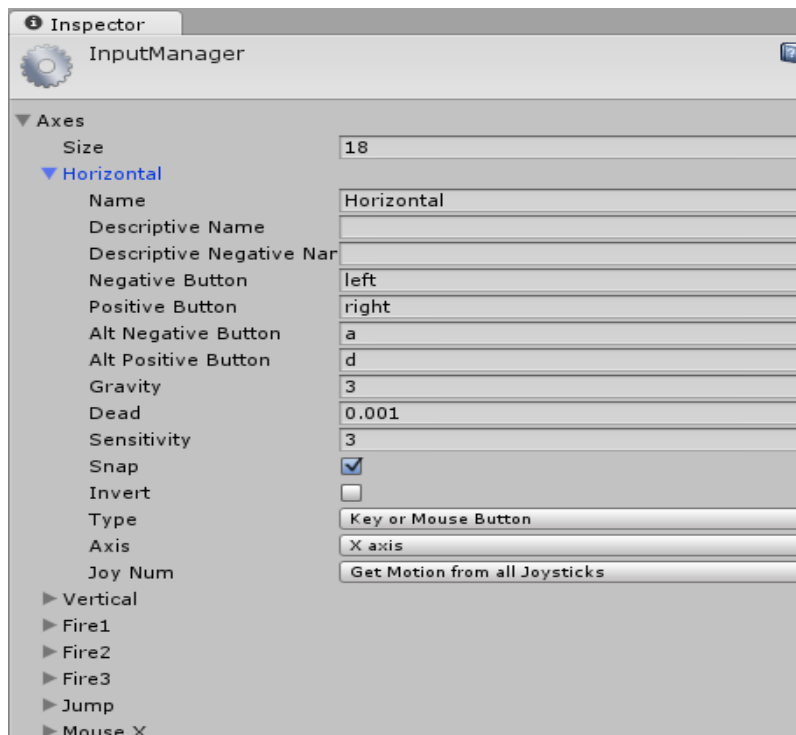 Inspector
InputManager
Axes
Size 18
Horizontal
Name Horizontal
Descriptive Name
Descriptive Negative Nar
Negative Button left
Positive Button right
Alt Negative Button a
Alt Positive Button d
Gravity 3
Dead 0.001
Sensitivity 3
Snap
Invert
Type Key or Mouse Button
Axis X axis
Joy Num Get Motion from all Joysticks
Vertical
Fire1
Fire2
Fire3
Jump
Mouse X